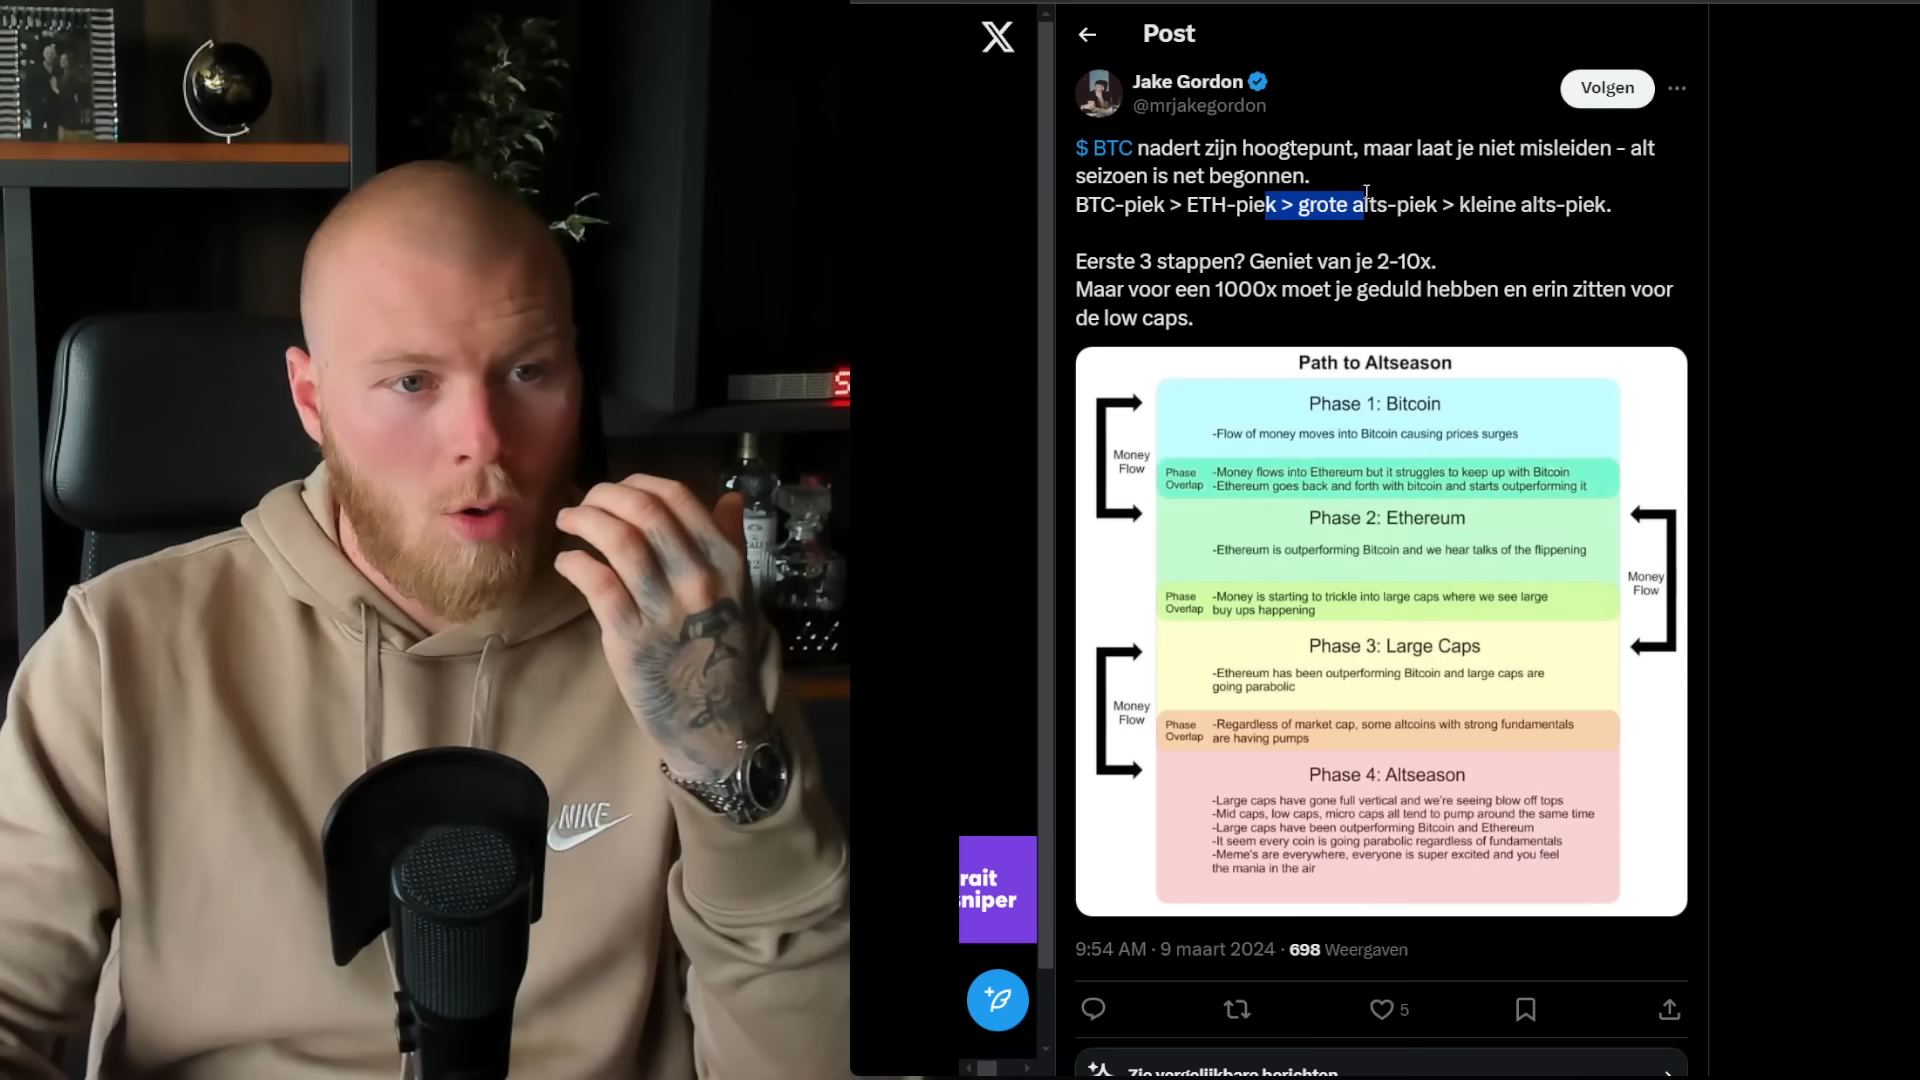 NIKE
rait
sniper
Post
Jake Gordon
@mrjakegordon
Volgen
$ BTC nadert zijn hoogtepunt, maar laat je niet misleiden - alt
seizoen is net begonnen.
BTC-piek > ETH-piek > grote alts-piek > kleine alts-piek.
Eerste 3 stappen? Geniet van je 2-10x.
Maar voor een 1000x moet je geduld hebben en erin zitten voor
de low caps.
Path to Altseason
Phase 1: Bitcoin
-Flow of money moves into Bitcoin causing prices surges
Money
Flow
Phase
Overlap
-Money flows into Ethereum but it struggles to keep up with Bitcoin
-Ethereum goes back and forth with bitcoin and starts outperforming it
Phase 2: Ethereum
-Ethereum is outperforming Bitcoin and we hear talks of the flippening
Money
Flow
Phase
Overlap
-Money is starting to trickle into large caps where we see large
buy ups happening
Phase 3: Large Caps
-Ethereum has been outperforming Bitcoin and large caps are
going parabolic
Money
Flow
Phase
Overlap
-Regardless of market cap, some altcoins with strong fundamentals
are having pumps
Phase 4: Altseason
-Large caps have gone full vertical and we're seeing blow off tops
-Mid caps, low caps, micro caps all tend to pump around the same time
-Large caps have been outperforming Bitcoin and Ethereum
-It seem every coin is going parabolic regardless of fundamentals
-Meme's are everywhere, everyone is super excited and you feel
the mania in the air
9:54 AM · 9 maart 2024 · 698 Weergaven
5
Zie vergelijkbare berichten